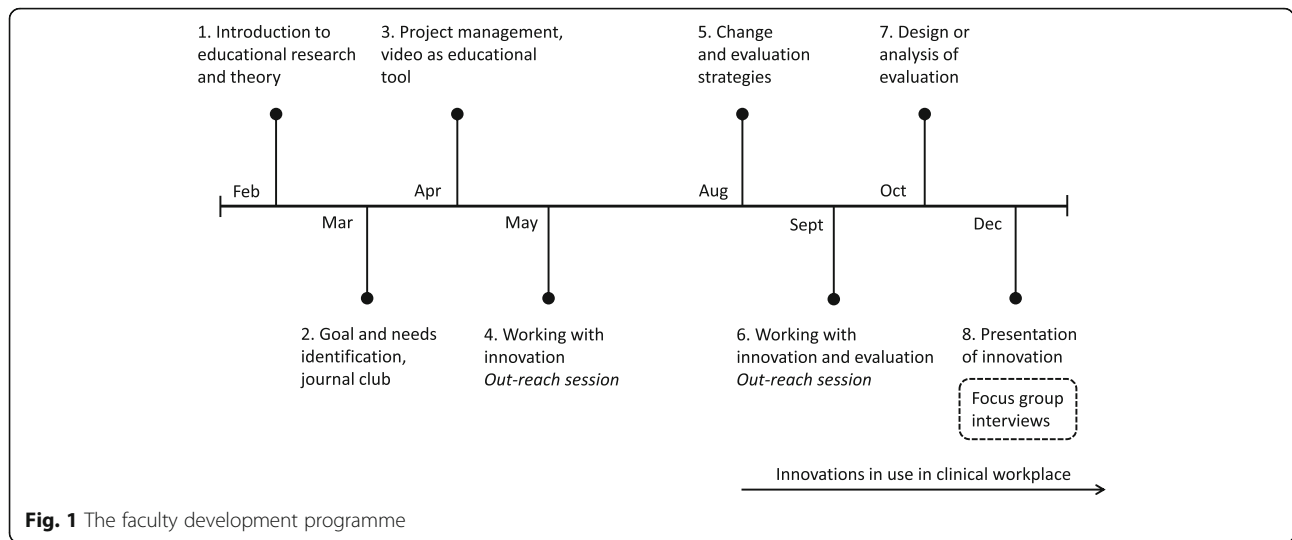 1. Introduction to
educational research
and theory
3. Project management,
video as educational
tool
5. Change
and evaluation
strategies
7. Design or
analysis of
evaluation
Feb
Apr
Aug
Oct
Mar
May
Sept
Dec
2. Goal and needs
identification,
journal club
4. Working with
innovation
Out-reach session
6. Working with
innovation and evaluation
Out-reach session
8. Presentation
of innovation
Focus group
interviews
Innovations in use in clinical workplace
Fig. 1 The faculty development programme